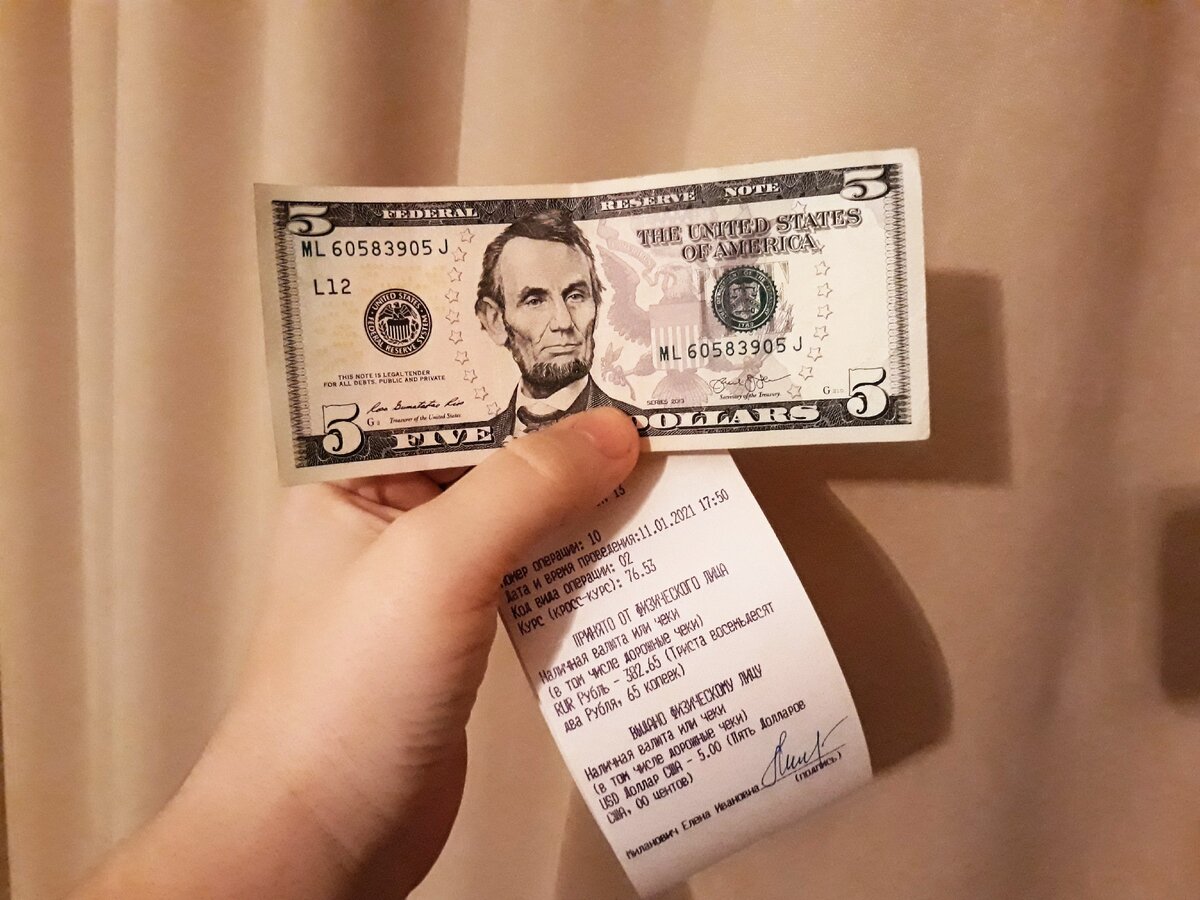 5 FEDERAL RESERVE NOTE 5
THE UNITED STATES
OF AMERICA
ML 60583905 J
L12
UNITED STATES FEDERAL RESERVE SYSTEM
ML 60583905 J
THIS NOTE IS LEGAL TENDER
FOR ALL DEBTS, PUBLIC AND PRIVATE
Treasurer of the United States
SERIES 2013
Secretary of the Treasury
5 FIVE DOLLARS 5
13
номер операции: 10
Дата и время проведения:11.01.2021 17:50
Код вида операции: 02
Курс (кросс-курс): 76.53
ПРИНЯТО ОТ ФИЗИЧЕСКОГО ЛИЦА
Наличная валюта или чеки
(в том числе дорожные чеки)
RUR Рубль - 382.65 (Триста восемьдесят
два Рубля, 65 копеек)
ВЫДАНО ФИЗИЧЕСКОМУ ЛИЦУ
Наличная валюта или чеки
(в том числе дорожные чеки)
USD Доллар США - 5.00 (Пять Долларов
США, 00 центов)
Миланович Елена Ивановна
(подпись)